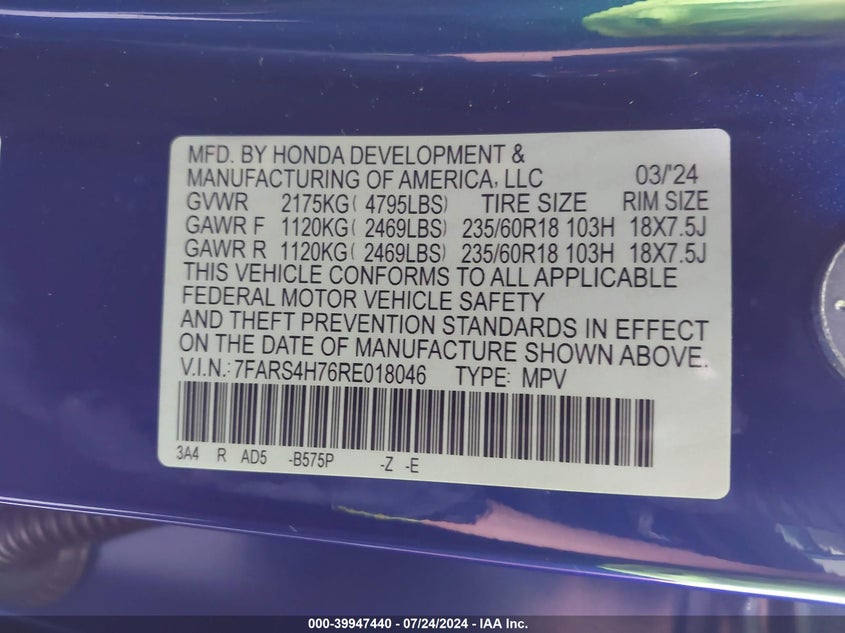 MFD. BY HONDA DEVELOPMENT &
MANUFACTURING OF AMERICA, LLC 03/'24
GVWR 2175KG( 4795LBS) TIRE SIZE RIM SIZE
GAWR F 1120KG( 2469LBS) 235/60R18 103H 18X7.5J
GAWR R 1120KG( 2469LBS) 235/60R18 103H 18X7.5J
THIS VEHICLE CONFORMS TO ALL APPLICABLE
FEDERAL MOTOR VEHICLE SAFETY
AND THEFT PREVENTION STANDARDS IN EFFECT
ON THE DATE OF MANUFACTURE SHOWN ABOVE.
V.I.N.: 7FARS4H76RE018046 TYPE: MPV
3A4 R AD5 -B575P -Z -E
000-39947440 - 07/24/2024 - IAA Inc.